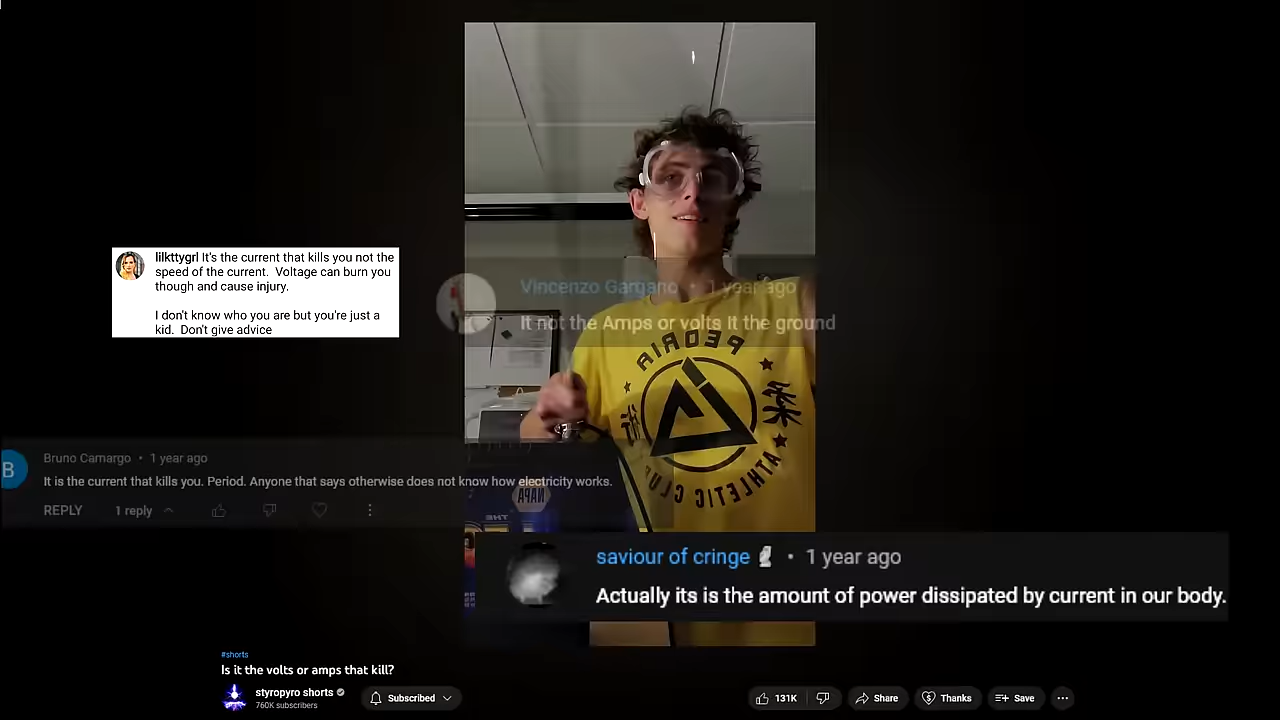 lilkttygrl It's the current that kills you not the
speed of the current. Voltage can burn you
though and cause injury.
I don't know who you are but you're just a
kid. Don't give advice
Vincenzo Gargano • 1 year ago
It not the Amps or volts It the ground
PEORIA
柔
術
ATHLETIC CLUB
B
Bruno Camargo • 1 year ago
It is the current that kills you. Period. Anyone that says otherwise does not know how electricity works.
REPLY 1 reply
NAPA
THE
saviour of cringe 🗿 • 1 year ago
Actually its is the amount of power dissipated by current in our body.
#shorts
Is it the volts or amps that kill?
styropyro shorts
760K subscribers
Subscribed
131K
Share
Thanks
Save